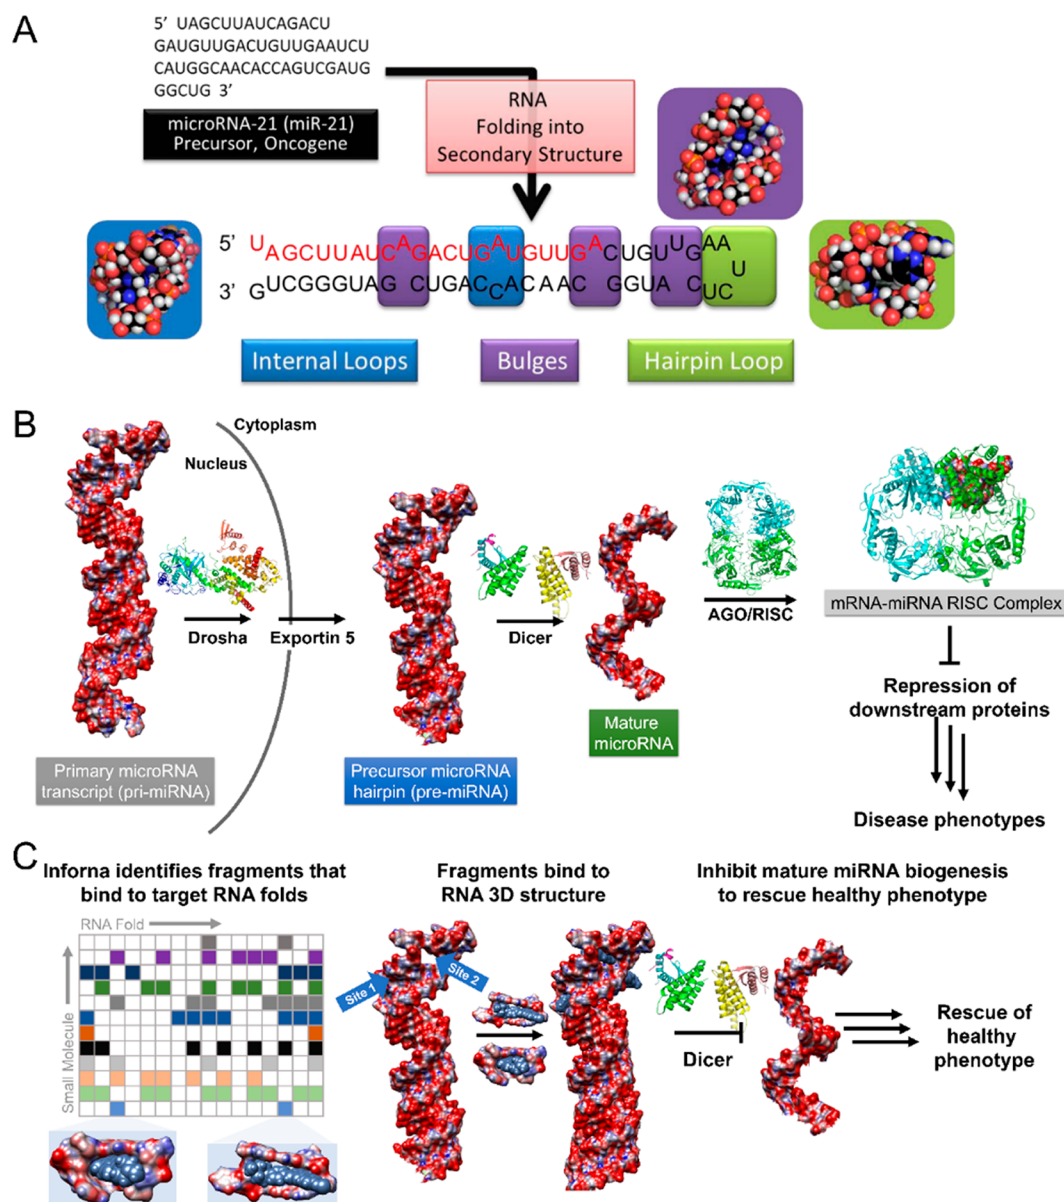 A
5' UAGCUUAUCAGACU
GAUGUUGACUGUUGAAUCU
CAUGGCAACACCAGUCGAUG
GGCUG 3'
microRNA-21 (miR-21)
Precursor, Oncogene
RNA
Folding into
Secondary Structure
5' UAGCUUAUCAGACUGAUGUUGACUGUUGAA
U
3' GUCGGGUAGCUGACCACAACGGUACUC
Internal Loops
Bulges
Hairpin Loop
B
Cytoplasm
Nucleus
Drosha
Exportin 5
Dicer
AGO/RISC
mRNA-miRNA RISC Complex
Repression of
downstream proteins
Disease phenotypes
Primary microRNA
transcript (pri-miRNA)
Precursor microRNA
hairpin (pre-miRNA)
Mature
microRNA
C
Inforna identifies fragments that
bind to target RNA folds
RNA Fold
Small Molecule
Fragments bind to
RNA 3D structure
Site 1
Site 2
Inhibit mature miRNA biogenesis
to rescue healthy phenotype
Dicer
Rescue of
healthy
phenotype